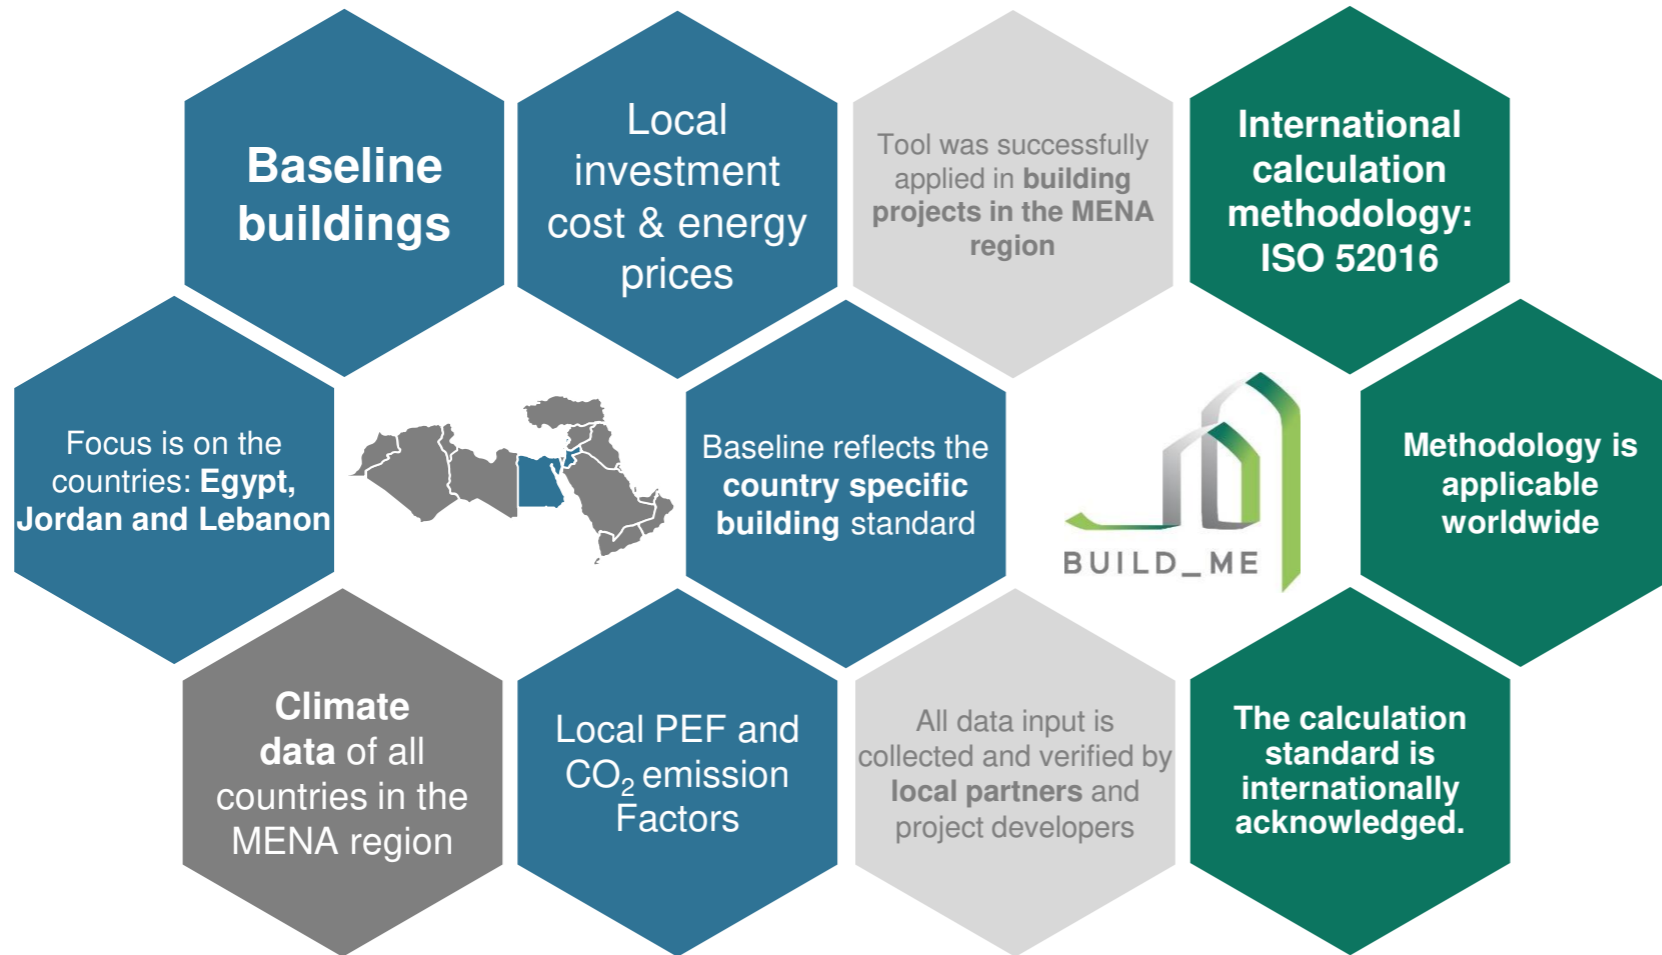 Baseline
buildings
Local
investment
cost & energy
prices
Tool was successfully
applied in building
projects in the MENA
region
International
calculation
methodology:
ISO 52016
Focus is on the
countries: Egypt,
Jordan and Lebanon
Baseline reflects the
country specific
building standard
BUILD_ME
Methodology is
applicable
worldwide
Climate
data of all
countries in the
MENA region
Local PEF and
CO₂ emission
Factors
All data input is
collected and verified by
local partners and
project developers
The calculation
standard is
internationally
acknowledged.